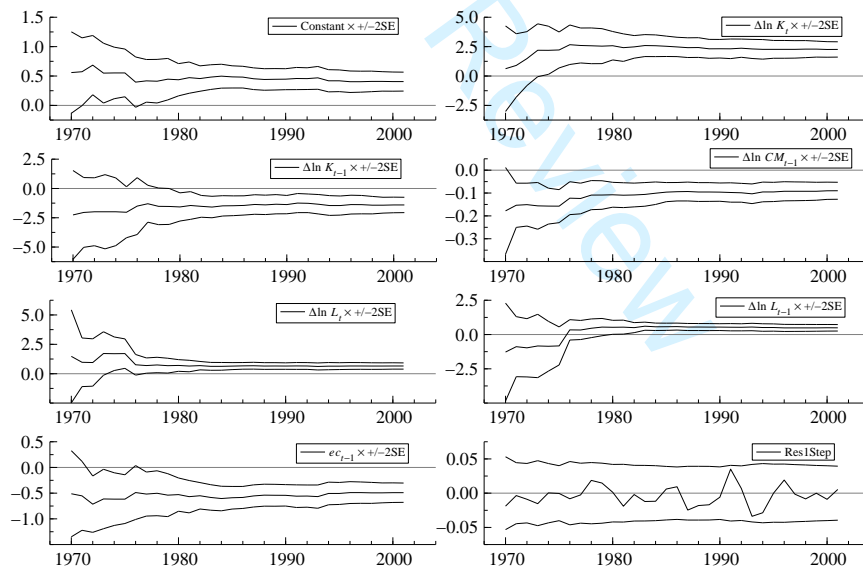 Constant × +/−2SE
1.5
1.0
0.5
0.0
1970 1980 1990 2000
Δln K_t × +/−2SE
5.0
2.5
0.0
−2.5
1970 1980 1990 2000
Δln K_{t−1} × +/−2SE
2.5
0.0
−2.5
−5.0
1970 1980 1990 2000
Δln CM_{t−1} × +/−2SE
0.0
−0.1
−0.2
−0.3
1970 1980 1990 2000
Δln L_t × +/−2SE
5.0
2.5
0.0
1970 1980 1990 2000
Δln L_{t−1} × +/−2SE
2.5
0.0
−2.5
1970 1980 1990 2000
ec_{t−1} × +/−2SE
0.5
0.0
−0.5
−1.0
1970 1980 1990 2000
Res1Step
0.05
0.00
−0.05
1970 1980 1990 2000
Review